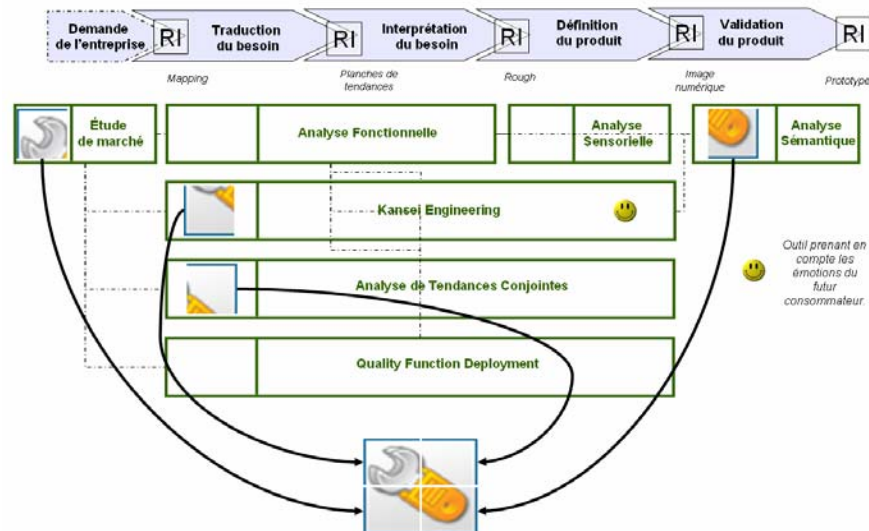 Demande
de l'entreprise
RI
Traduction
du besoin
RI
Interprétation
du besoin
RI
Définition
du produit
RI
Validation
du produit
RI
Mapping
Planches de
tendances
Rough
Image
numérique
Prototype
Étude
de marché
Analyse Fonctionnelle
Analyse
Sensorielle
Analyse
Sémantique
Kansei Engineering
Outil prenant en
compte les
émotions du
futur
consommateur.
Analyse de Tendances Conjointes
Quality Function Deployment